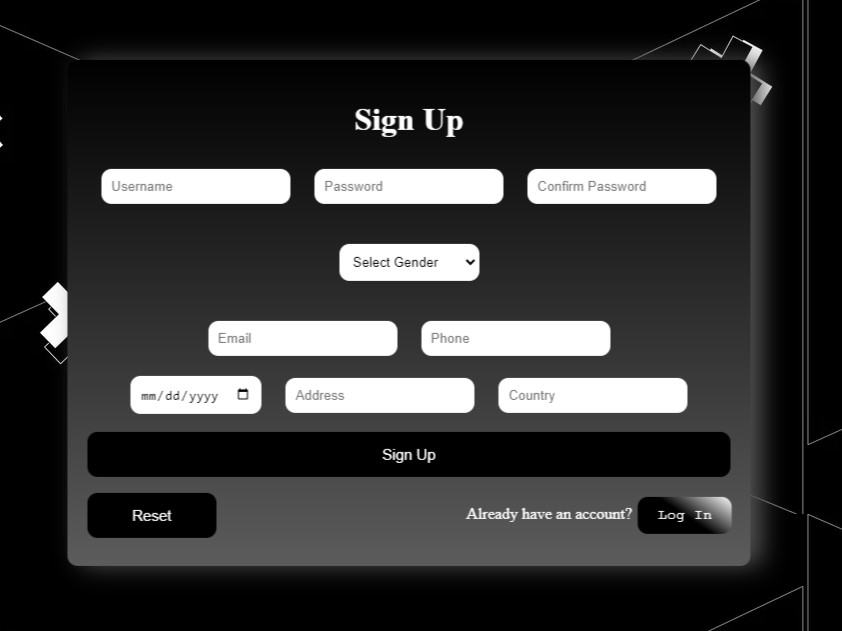 Sign Up
Username Password Confirm Password
Select Gender
Email Phone
mm/dd/yyyy Address Country
Sign Up
Reset Already have an account? Log In